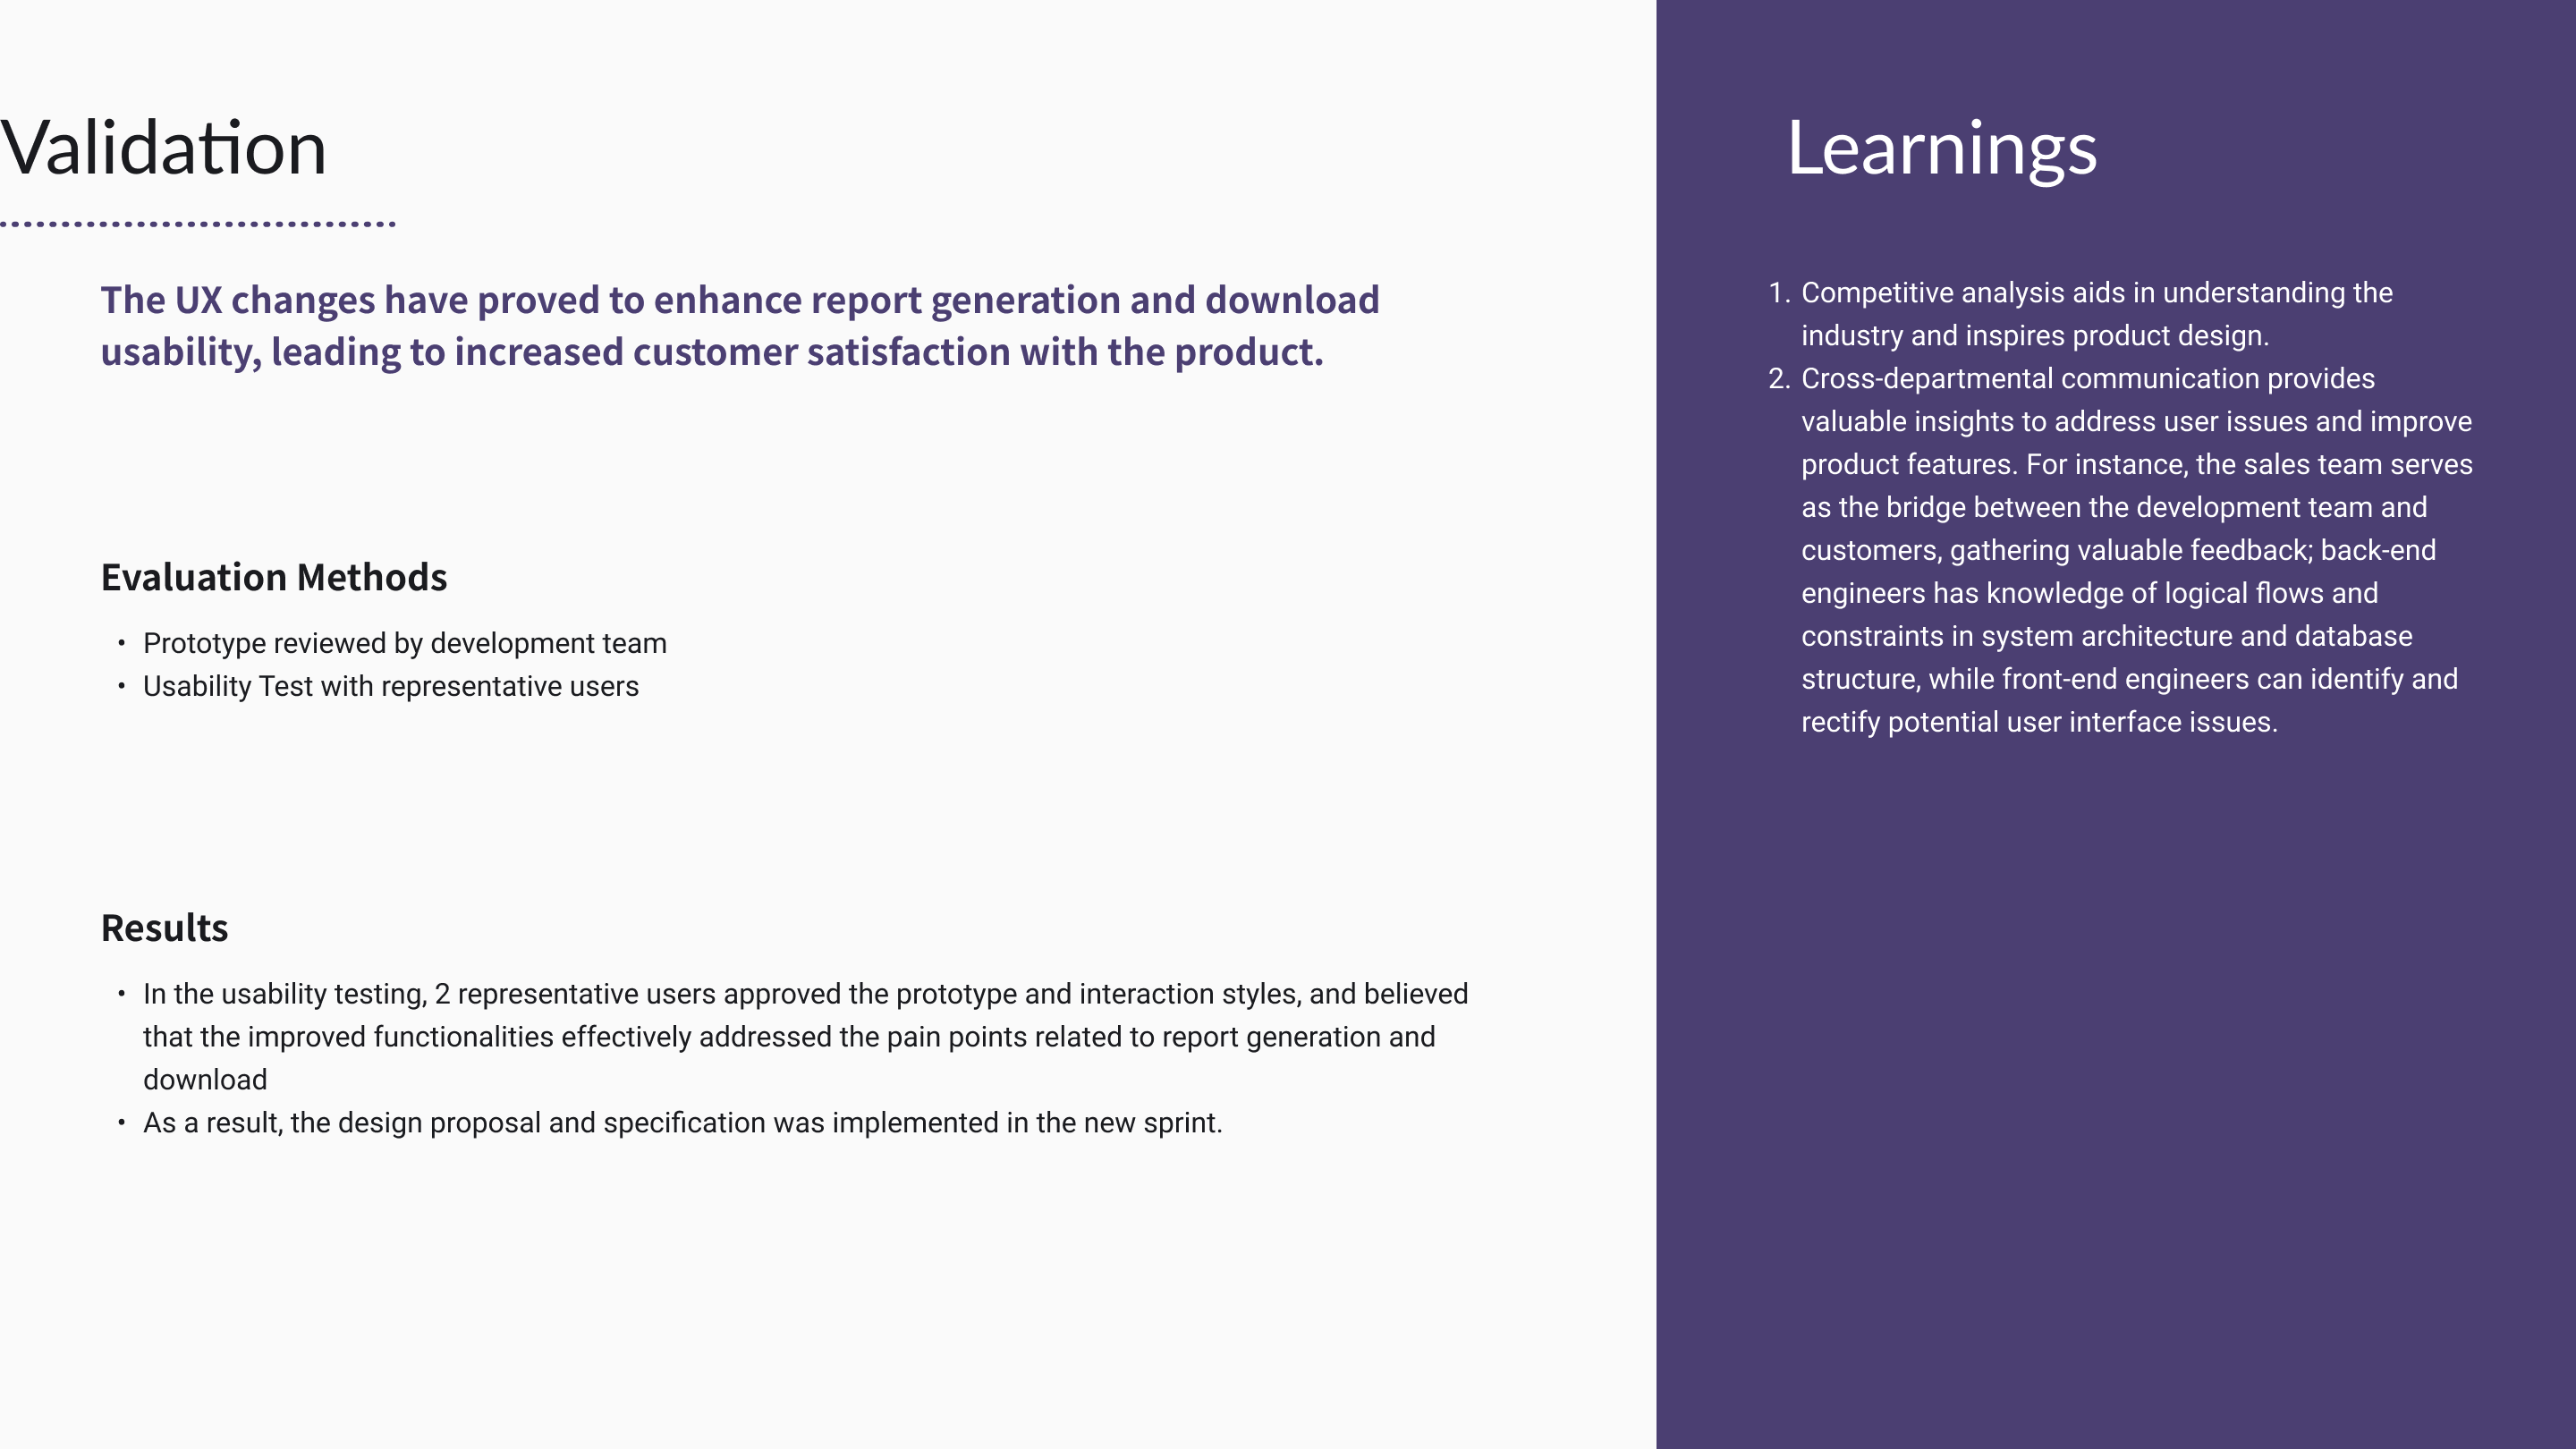 Validation
The UX changes have proved to enhance report generation and download
usability, leading to increased customer satisfaction with the product.
Evaluation Methods
• Prototype reviewed by development team
• Usability Test with representative users
Results
• In the usability testing, 2 representative users approved the prototype and interaction styles, and believed
that the improved functionalities effectively addressed the pain points related to report generation and
download
• As a result, the design proposal and specification was implemented in the new sprint.
Learnings
1. Competitive analysis aids in understanding the
industry and inspires product design.
2. Cross-departmental communication provides
valuable insights to address user issues and improve
product features. For instance, the sales team serves
as the bridge between the development team and
customers, gathering valuable feedback; back-end
engineers has knowledge of logical flows and
constraints in system architecture and database
structure, while front-end engineers can identify and
rectify potential user interface issues.